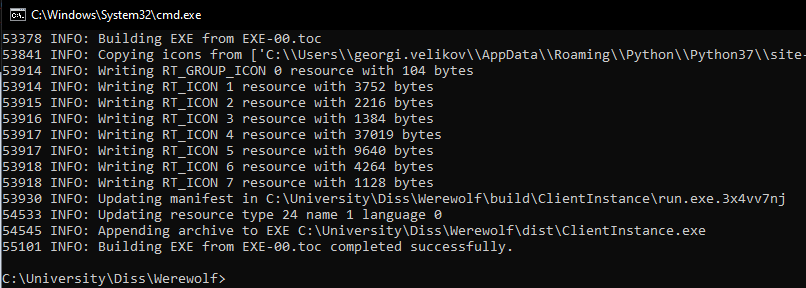 C:\Windows\System32\cmd.exe
53378 INFO: Building EXE from EXE-00.toc
53841 INFO: Copying icons from ['C:\\Users\\georgi.velikov\\AppData\\Roaming\\Python\\Python37\\site-
53914 INFO: Writing RT_GROUP_ICON 0 resource with 104 bytes
53914 INFO: Writing RT_ICON 1 resource with 3752 bytes
53915 INFO: Writing RT_ICON 2 resource with 2216 bytes
53916 INFO: Writing RT_ICON 3 resource with 1384 bytes
53917 INFO: Writing RT_ICON 4 resource with 37019 bytes
53917 INFO: Writing RT_ICON 5 resource with 9640 bytes
53918 INFO: Writing RT_ICON 6 resource with 4264 bytes
53918 INFO: Writing RT_ICON 7 resource with 1128 bytes
53930 INFO: Updating manifest in C:\University\Diss\Werewolf\build\ClientInstance\run.exe.3x4vv7nj
54533 INFO: Updating resource type 24 name 1 language 0
54545 INFO: Appending archive to EXE C:\University\Diss\Werewolf\dist\ClientInstance.exe
55101 INFO: Building EXE from EXE-00.toc completed successfully.
C:\University\Diss\Werewolf>